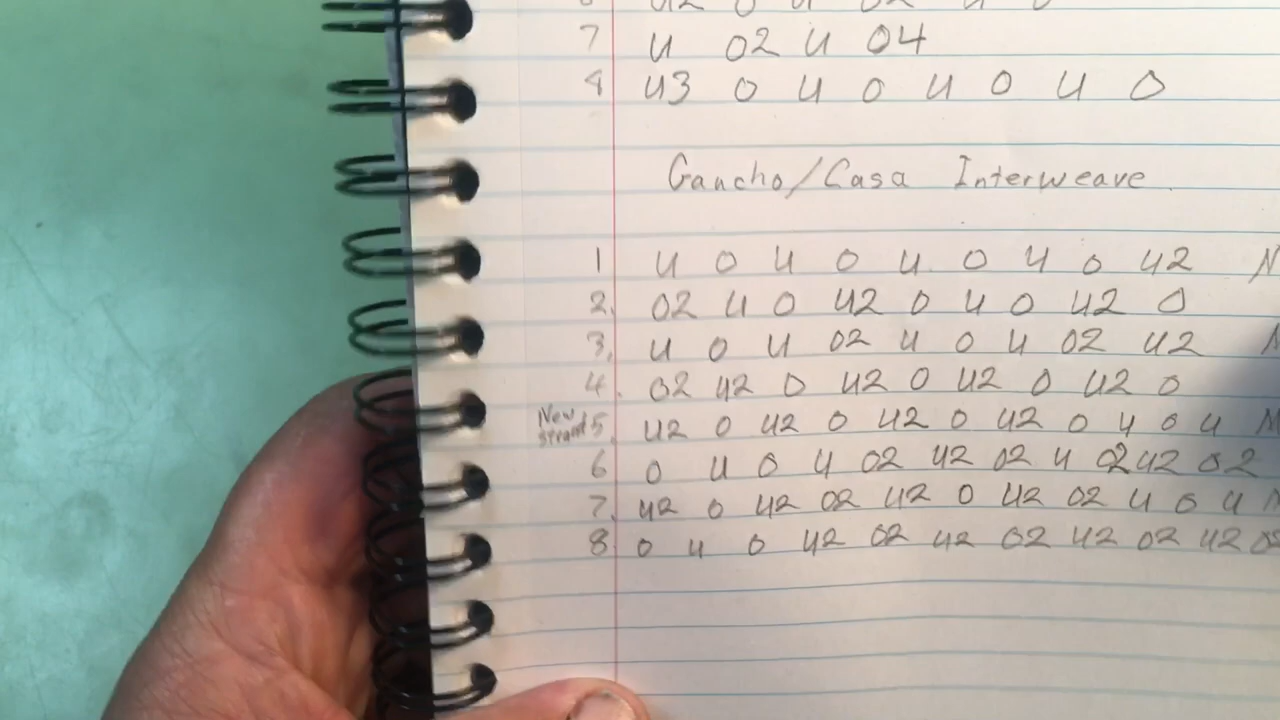 7 U O2 U O4
8 U3 O U O U O U O
Gaucho/Casa Interweave
1 U O U O U O U O U2 N
2. O2 U O U2 O U O U2 O
3. U O U O2 U O U O2 U2
4. O2 U2 O U2 O U2 O U2 O
New Strand 5. U2 O U2 O U2 O U2 O U O U
6 O U O U O2 U2 O2 U O2 U2 O2
7. U2 O U2 O2 U2 O U2 O2 U O U
8 O U O U2 O2 U2 O2 U2 O2 U2